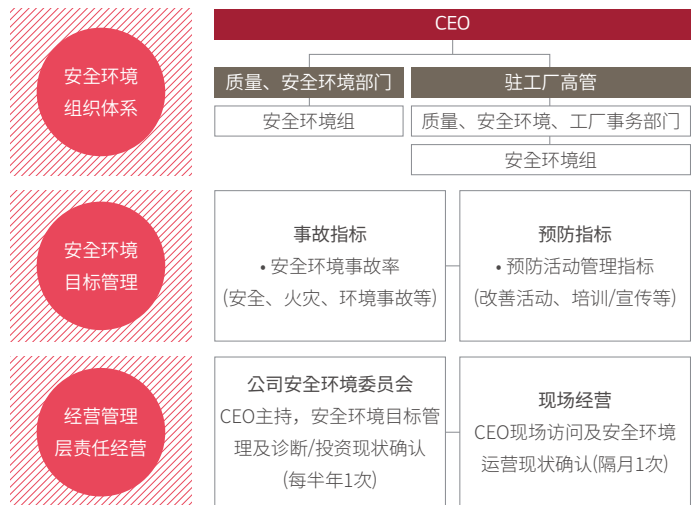 安全环境
组织体系
CEO
质量、安全环境部门
驻工厂高管
安全环境组
质量、安全环境、工厂事务部门
安全环境组
安全环境
目标管理
事故指标
• 安全环境事故率
(安全、火灾、环境事故等)
预防指标
• 预防活动管理指标
(改善活动、培训/宣传等)
经营管理
层责任经营
公司安全环境委员会
CEO主持，安全环境目标管
理及诊断/投资现状确认
(每半年1次)
现场经营
CEO现场访问及安全环境
运营现状确认(隔月1次)